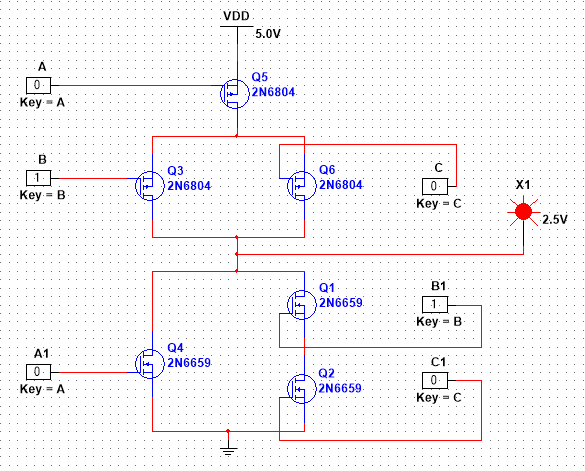 VDD
5.0V
A
0
Key = A
Q5
2N6804
B
1
Key = B
Q3
2N6804
Q6
2N6804
C
0
Key = C
X1
2.5V
Q1
2N6659
B1
1
Key = B
A1
0
Key = A
Q4
2N6659
Q2
2N6659
C1
0
Key = C